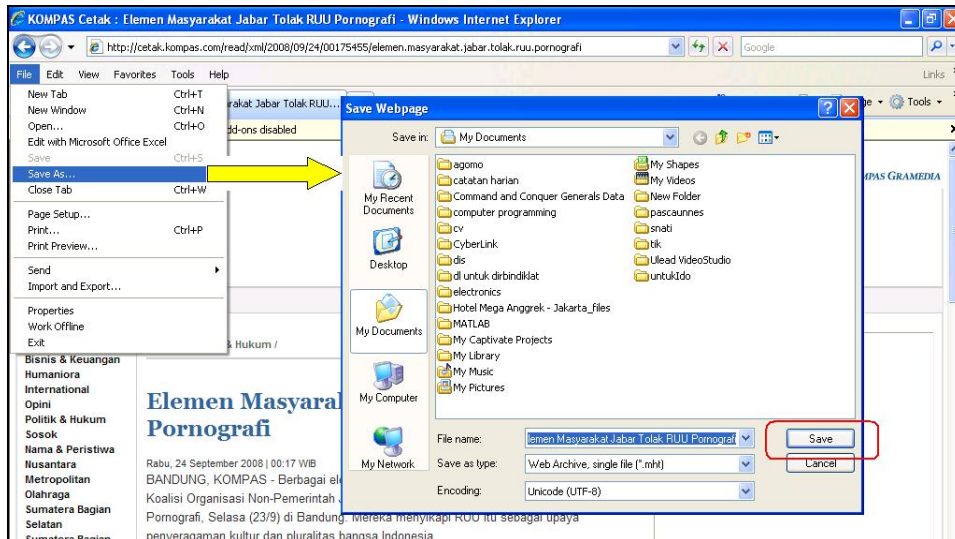 KOMPAS Cetak : Elemen Masyarakat Jabar Tolak RUU Pornografi - Windows Internet Explorer
http://cetak.kompas.com/read/xml/2008/09/24/00175455/elemen.masyarakat.jabar.tolak.ruu.pornografi
Google
File Edit View Favorites Tools Help
Links
New Tab Ctrl+T
New Window Ctrl+N
Open... Ctrl+O
Edit with Microsoft Office Excel
Save Ctrl+S
Save As...
Close Tab Ctrl+W
Page Setup...
Print... Ctrl+P
Print Preview...
Send
Import and Export...
Properties
Work Offline
Exit
rakat Jabar Tolak RUU...
dd-ons disabled
Tools
KOMPAS GRAMEDIA
Save Webpage
Save in: My Documents
My Recent Documents
Desktop
My Documents
My Computer
My Network
agomo
catatan harian
Command and Conquer Generals Data
computer programming
cv
CyberLink
dis
dl untuk dirbindiklat
electronics
Hotel Mega Anggrek - Jakarta_files
MATLAB
My Captivate Projects
My Library
My Music
My Pictures
My Shapes
My Videos
New Folder
pascaunnes
snati
tik
Ulead VideoStudio
untukIdo
File name: lemen Masyarakat Jabar Tolak RUU Pornografi
Save
Save as type: Web Archive, single file (*.mht)
Cancel
Encoding: Unicode (UTF-8)
& Hukum /
Bisnis & Keuangan
Humaniora
International
Opini
Politik & Hukum
Sosok
Nama & Peristiwa
Nusantara
Metropolitan
Olahraga
Sumatera Bagian
Selatan
Sumatera Bagian
Elemen Masyaral
Pornografi
Rabu, 24 September 2008 | 00:17 WIB
BANDUNG, KOMPAS - Berbagai el
Koalisi Organisasi Non-Pemerintah
Pornografi, Selasa (23/9) di Bandung. Mereka menyikapi RUU itu sebagai upaya
penyeragaman kultur dan pluralitas bangsa Indonesia